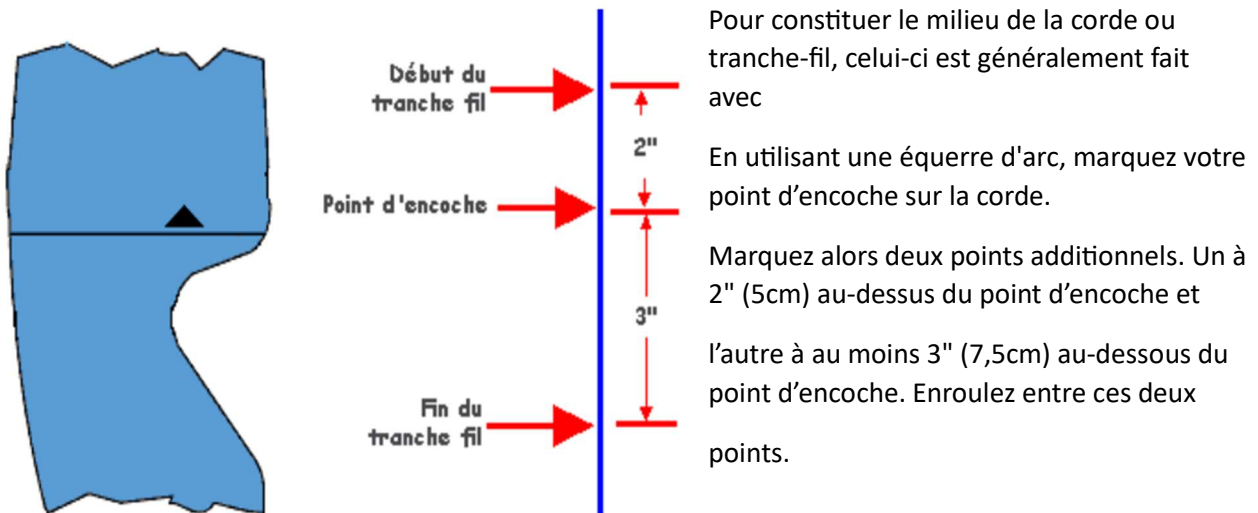 Début du
tranche fil
2"
Point d'encoche
3"
Fin du
tranche fil
Pour constituer le milieu de la corde ou
tranche-fil, celui-ci est généralement fait
avec
En utilisant une équerre d'arc, marquez votre
point d’encoche sur la corde.
Marquez alors deux points additionnels. Un à
2" (5cm) au-dessus du point d’encoche et
l’autre à au moins 3" (7,5cm) au-dessous du
point d’encoche. Enroulez entre ces deux
points.